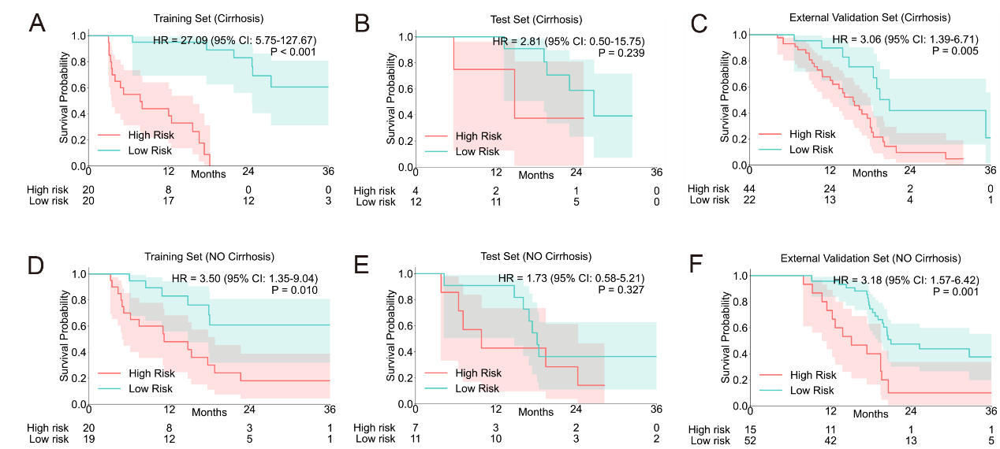 A
Training Set (Cirrhosis)
HR = 27.09 (95% CI: 5.75-127.67)
P < 0.001
Survival Probability
1.0
0.8
0.6
0.4
0.2
0.0
High Risk
Low Risk
0 12 24 36
Months
High risk 20 8 0 0
Low risk 20 17 12 3
B
Test Set (Cirrhosis)
HR = 2.81 (95% CI: 0.50-15.75)
P = 0.239
Survival Probability
1.0
0.8
0.6
0.4
0.2
0.0
High Risk
Low Risk
0 12 24 36
Months
High risk 4 2 1 0
Low risk 12 11 5 0
C
External Validation Set (Cirrhosis)
HR = 3.06 (95% CI: 1.39-6.71)
P = 0.005
Survival Probability
1.0
0.8
0.6
0.4
0.2
0.0
High Risk
Low Risk
0 12 24 36
Months
High risk 44 24 2 0
Low risk 22 13 4 1
D
Training Set (NO Cirrhosis)
HR = 3.50 (95% CI: 1.35-9.04)
P = 0.010
Survival Probability
1.0
0.8
0.6
0.4
0.2
0.0
High Risk
Low Risk
0 12 24 36
Months
High risk 20 8 3 1
Low risk 19 12 5 1
E
Test Set (NO Cirrhosis)
HR = 1.73 (95% CI: 0.58-5.21)
P = 0.327
Survival Probability
1.0
0.8
0.6
0.4
0.2
0.0
High Risk
Low Risk
0 12 24 36
Months
High risk 7 3 2 0
Low risk 11 10 3 2
F
External Validation Set (NO Cirrhosis)
HR = 3.18 (95% CI: 1.57-6.42)
P = 0.001
Survival Probability
1.0
0.8
0.6
0.4
0.2
0.0
High Risk
Low Risk
0 12 24 36
Months
High risk 15 11 1 1
Low risk 52 42 13 5